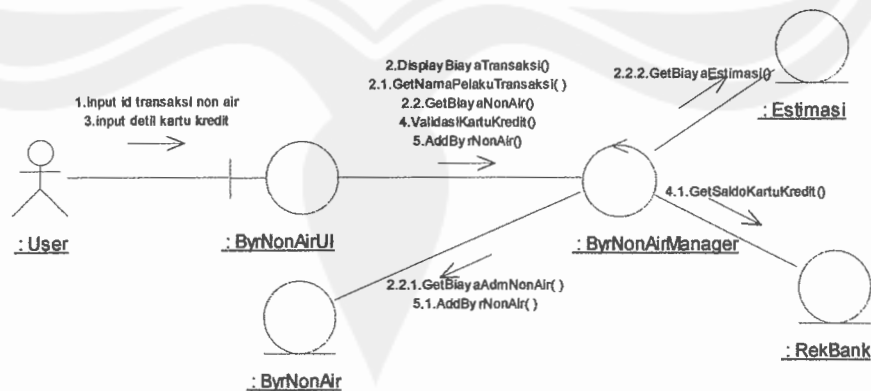 1.Input id transaksi non air
3.input detil kartu kredit
: User
: ByrNonAirUI
2.DisplayBiayaTransaksi()
2.1.GetNamaPelakuTransaksi( )
2.2.GetBiayaNonAir()
4.ValidasiKartuKredit()
5.AddByrNonAir()
: ByrNonAirManager
2.2.2.GetBiayaEstimasi()
: Estimasi
4.1.GetSaldoKartuKredit()
: RekBank
2.2.1.GetBiayaAdmNonAir( )
5.1.AddByrNonAir( )
: ByrNonAir